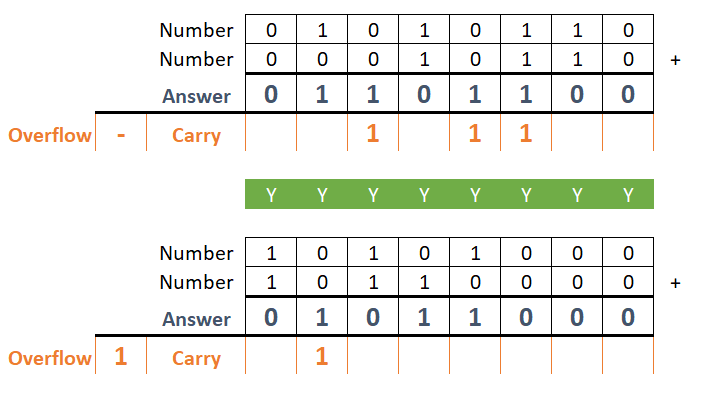 Number 0 1 0 1 0 1 1 0
Number 0 0 0 1 0 1 1 0 +
Answer 0 1 1 0 1 1 0 0
Overflow - Carry 1 1 1
Y Y Y Y Y Y Y Y
Number 1 0 1 0 1 0 0 0
Number 1 0 1 1 0 0 0 0 +
Answer 0 1 0 1 1 0 0 0
Overflow 1 Carry 1